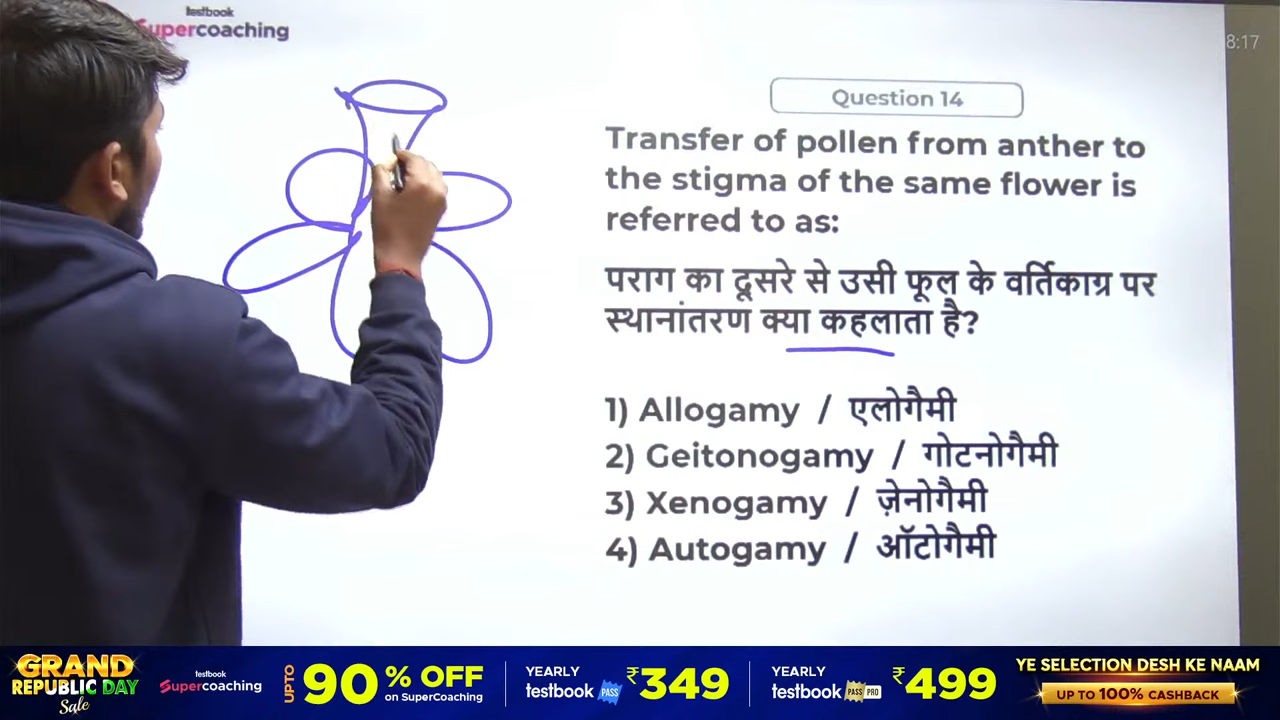 testbook
Supercoaching
8:17
Question 14
Transfer of pollen from anther to
the stigma of the same flower is
referred to as:
पराग का दूसरे से उसी फूल के वर्तिकाग्र पर
स्थानांतरण क्या कहलाता है?
1) Allogamy / एलोगैमी
2) Geitonogamy / गोटनोगैमी
3) Xenogamy / ज़ेनोगैमी
4) Autogamy / ऑटोगैमी
GRAND
REPUBLIC DAY
Sale
testbook
Supercoaching
UPTO 90% OFF
on SuperCoaching
YEARLY
testbook PASS
₹349
YEARLY
testbook PASS PRO
₹499
YE SELECTION DESH KE NAAM
UP TO 100% CASHBACK